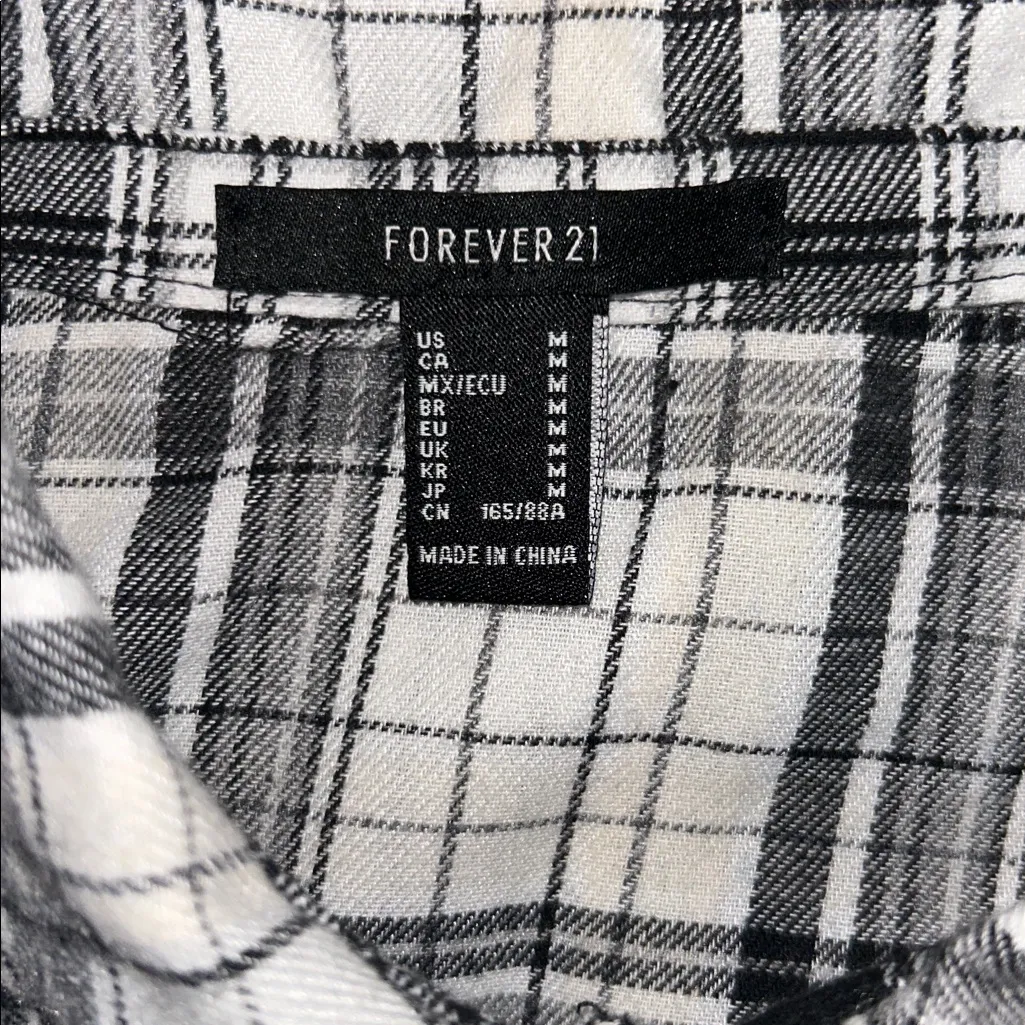 FOREVER 21
US M
CA M
MX/ECU M
BR M
EU M
UK M
KR M
JP M
CN 165/88A
MADE IN CHINA